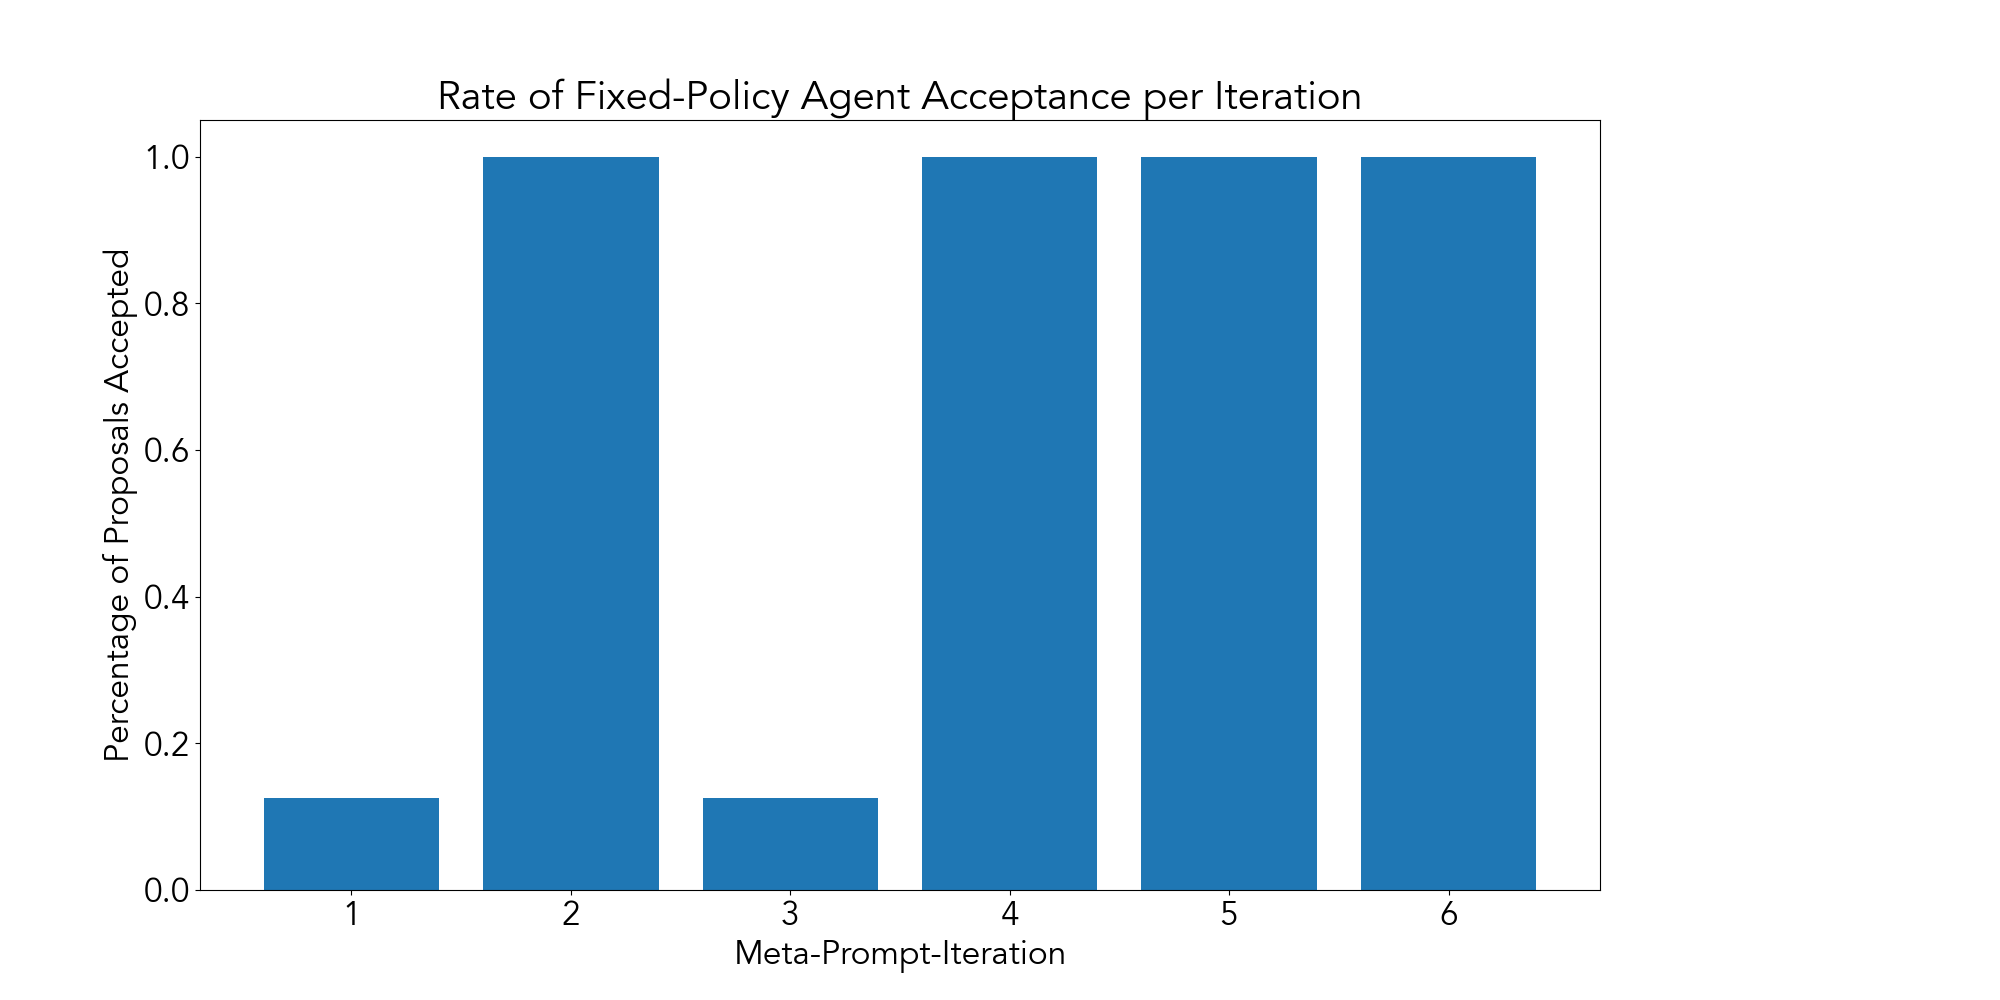 Rate of Fixed-Policy Agent Acceptance per Iteration
Percentage of Proposals Accepted
1.0
0.8
0.6
0.4
0.2
0.0
1 2 3 4 5 6
Meta-Prompt-Iteration